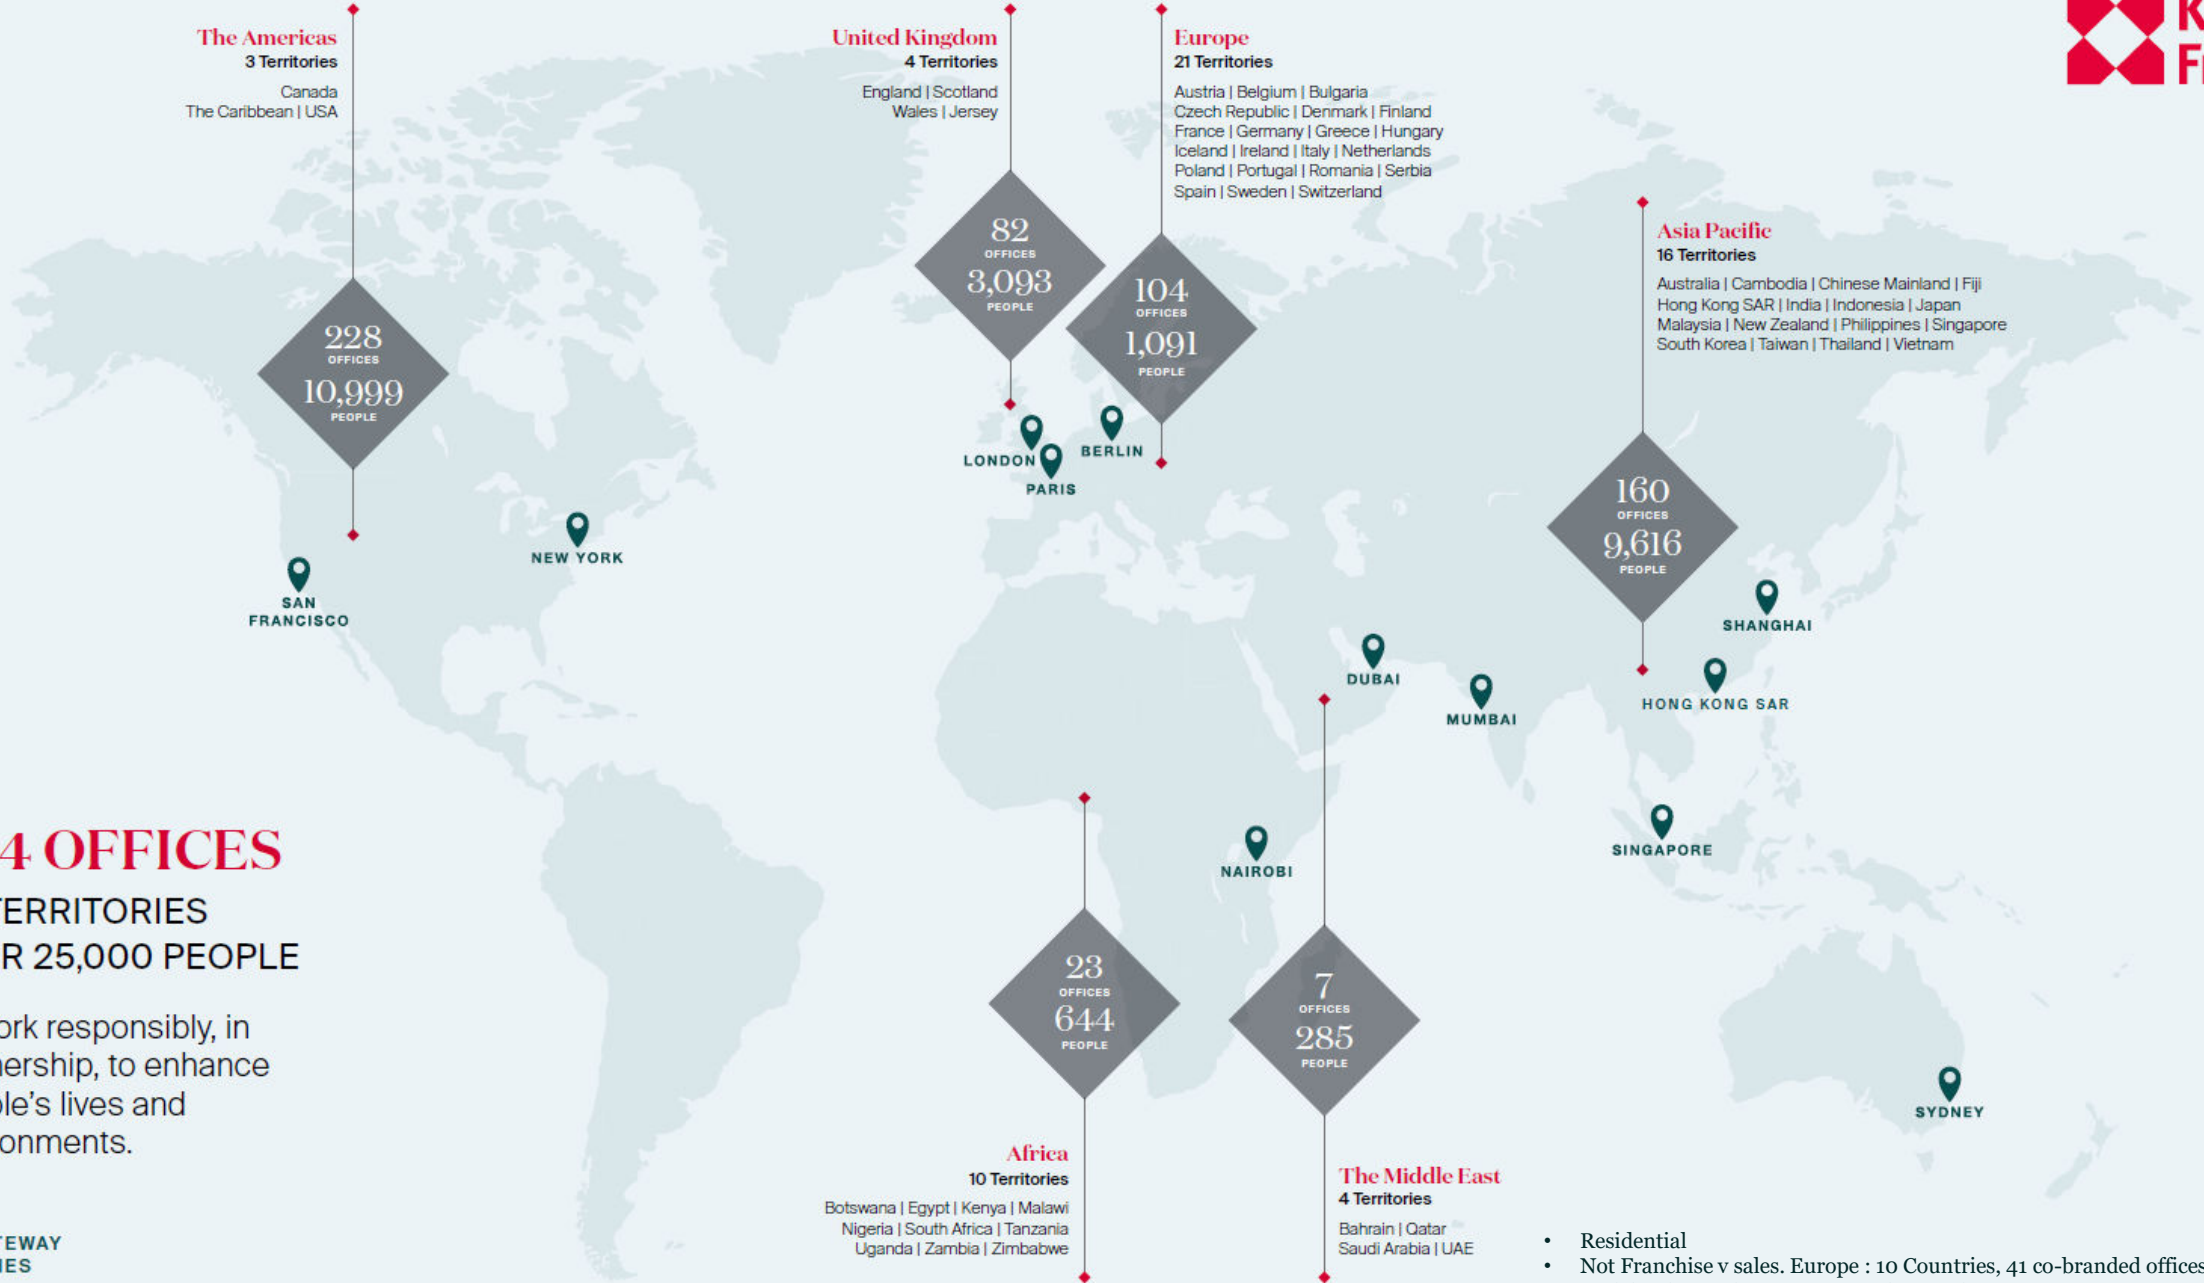 The Americas
3 Territories
Canada
The Caribbean | USA
228
OFFICES
10,999
PEOPLE
United Kingdom
4 Territories
England | Scotland
Wales | Jersey
82
OFFICES
3,093
PEOPLE
Europe
21 Territories
Austria | Belgium | Bulgaria
Czech Republic | Denmark | Finland
France | Germany | Greece | Hungary
Iceland | Ireland | Italy | Netherlands
Poland | Portugal | Romania | Serbia
Spain | Sweden | Switzerland
104
OFFICES
1,091
PEOPLE
Asia Pacific
16 Territories
Australia | Cambodia | Chinese Mainland | Fiji
Hong Kong SAR | India | Indonesia | Japan
Malaysia | New Zealand | Philippines | Singapore
South Korea | Taiwan | Thailand | Vietnam
160
OFFICES
9,616
PEOPLE
LONDON
BERLIN
PARIS
NEW YORK
SAN
FRANCISCO
SHANGHAI
DUBAI
HONG KONG SAR
MUMBAI
SINGAPORE
NAIROBI
SYDNEY
4 OFFICES
TERRITORIES
R 25,000 PEOPLE
ork responsibly, in
ership, to enhance
le's lives and
onments.
23
OFFICES
644
PEOPLE
Africa
10 Territories
Botswana | Egypt | Kenya | Malawi
Nigeria | South Africa | Tanzania
Uganda | Zambia | Zimbabwe
7
OFFICES
285
PEOPLE
The Middle East
4 Territories
Bahrain | Qatar
Saudi Arabia | UAE
• Residential
• Not Franchise v sales. Europe : 10 Countries, 41 co-branded offices